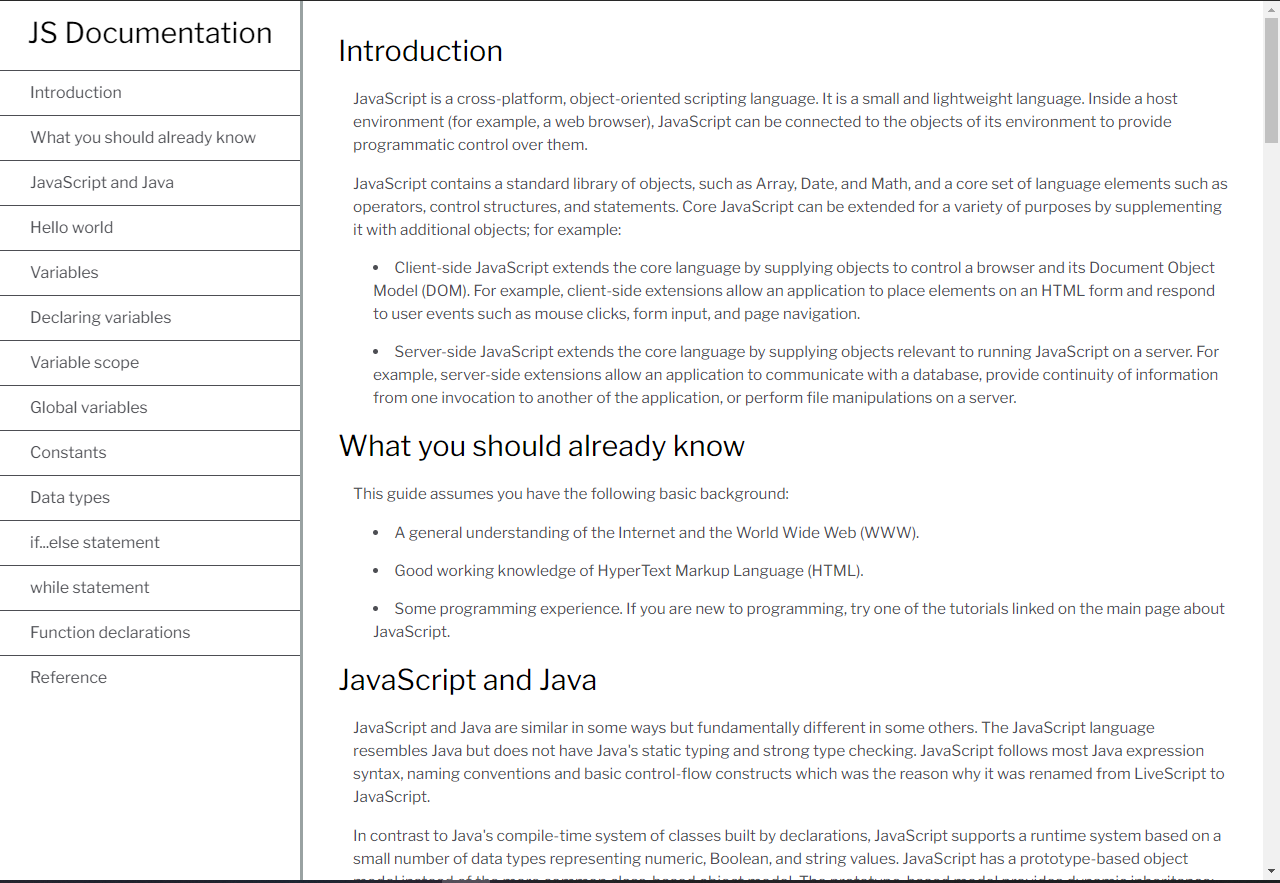 JS Documentation
Introduction
What you should already know
JavaScript and Java
Hello world
Variables
Declaring variables
Variable scope
Global variables
Constants
Data types
if...else statement
while statement
Function declarations
Reference
Introduction
JavaScript is a cross-platform, object-oriented scripting language. It is a small and lightweight language. Inside a host
environment (for example, a web browser), JavaScript can be connected to the objects of its environment to provide
programmatic control over them.
JavaScript contains a standard library of objects, such as Array, Date, and Math, and a core set of language elements such as
operators, control structures, and statements. Core JavaScript can be extended for a variety of purposes by supplementing
it with additional objects; for example:
• Client-side JavaScript extends the core language by supplying objects to control a browser and its Document Object
Model (DOM). For example, client-side extensions allow an application to place elements on an HTML form and respond
to user events such as mouse clicks, form input, and page navigation.
• Server-side JavaScript extends the core language by supplying objects relevant to running JavaScript on a server. For
example, server-side extensions allow an application to communicate with a database, provide continuity of information
from one invocation to another of the application, or perform file manipulations on a server.
What you should already know
This guide assumes you have the following basic background:
• A general understanding of the Internet and the World Wide Web (WWW).
• Good working knowledge of HyperText Markup Language (HTML).
• Some programming experience. If you are new to programming, try one of the tutorials linked on the main page about
JavaScript.
JavaScript and Java
JavaScript and Java are similar in some ways but fundamentally different in some others. The JavaScript language
resembles Java but does not have Java's static typing and strong type checking. JavaScript follows most Java expression
syntax, naming conventions and basic control-flow constructs which was the reason why it was renamed from LiveScript to
JavaScript.
In contrast to Java's compile-time system of classes built by declarations, JavaScript supports a runtime system based on a
small number of data types representing numeric, Boolean, and string values. JavaScript has a prototype-based object
model instead of the more common class-based object model. The prototype-based model provides dynamic inheritance;